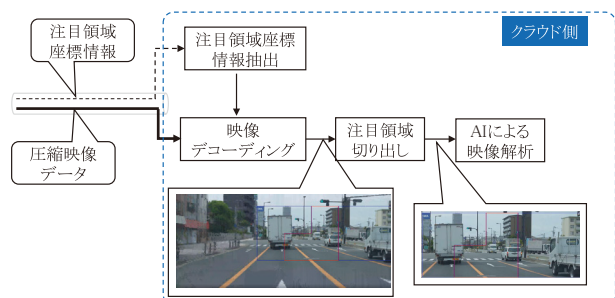 クラウド側
注目領域
座標情報
注目領域座標
情報抽出
圧縮映像
データ
映像
デコーディング
注目領域
切り出し
AIによる
映像解析